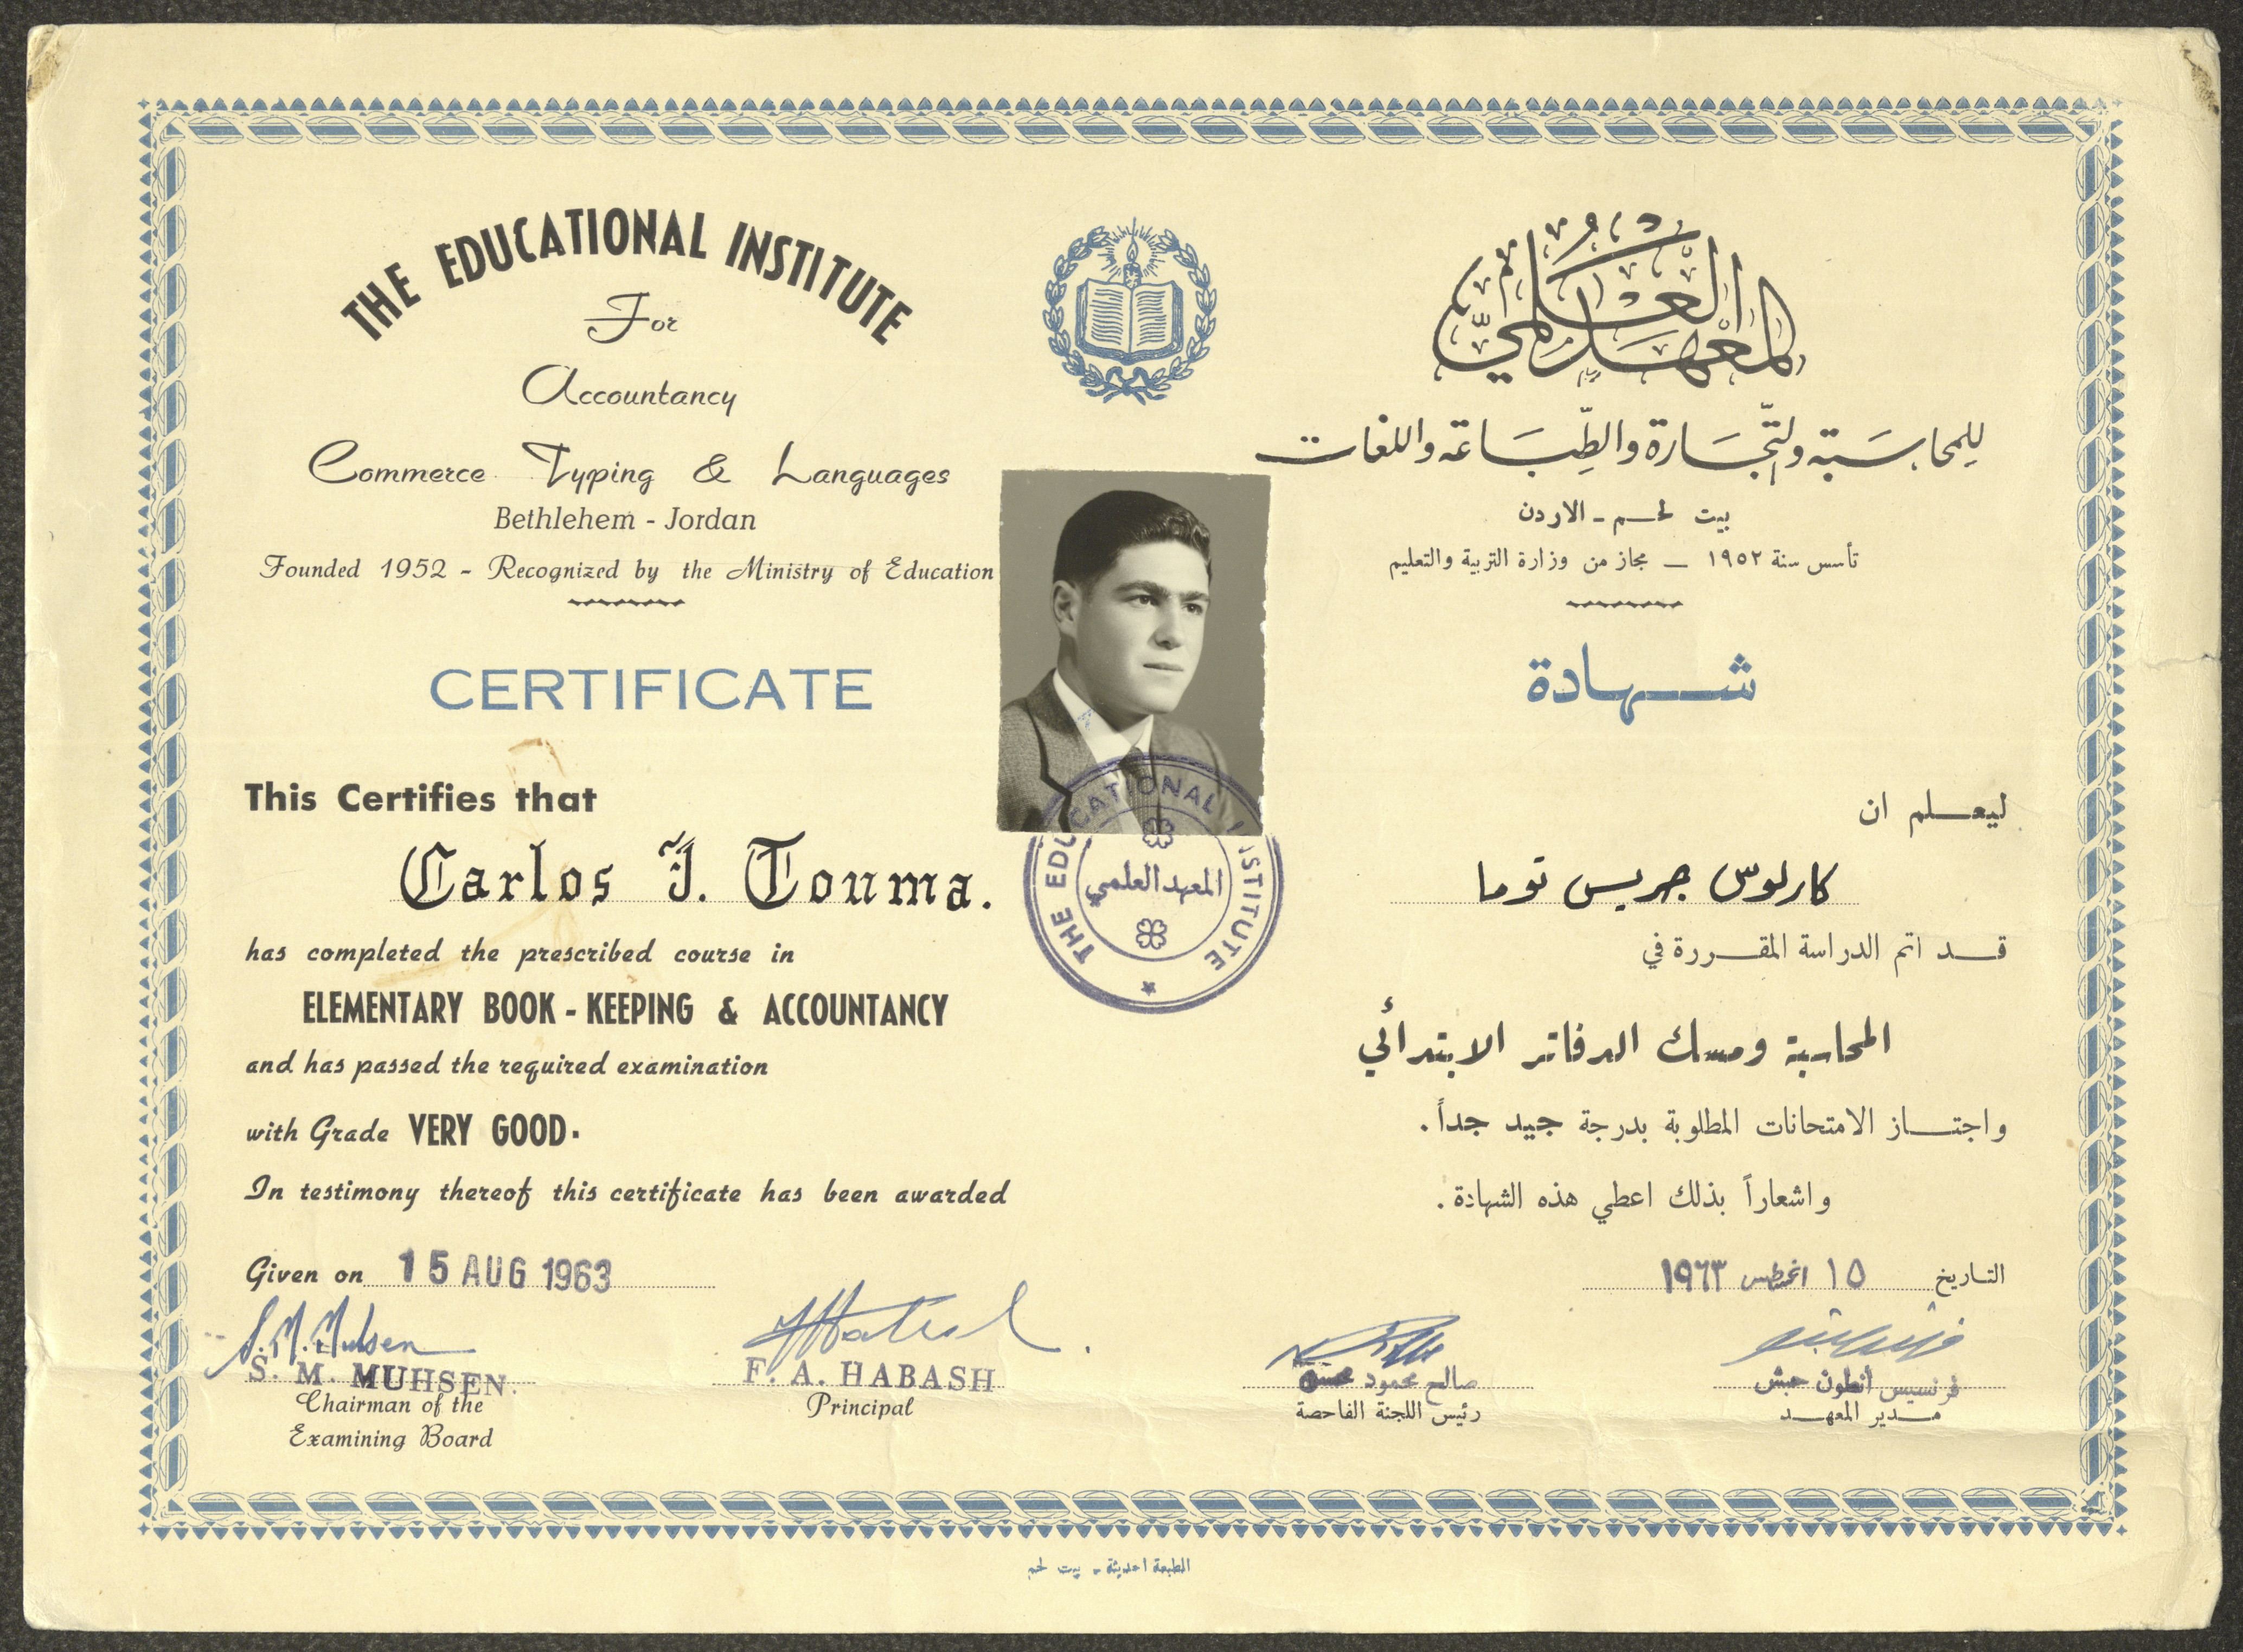 THE EDUCATIONAL INSTITUTE
For
Accountancy
Commerce Typing & Languages
Bethlehem - Jordan
Founded 1952 - Recognized by the Ministry of Education
CERTIFICATE
This Certifies that
Carlos J. Touma.
has completed the prescribed course in
ELEMENTARY BOOK - KEEPING & ACCOUNTANCY
and has passed the required examination
with Grade VERY GOOD.
In testimony thereof this certificate has been awarded
Given on 15 AUG 1963
S. M. Muhsen
S. M. MUHSEN.
Chairman of the
Examining Board
F. A. HABASH
Principal
THE EDUCATIONAL INSTITUTE
المعهد العلمي
المعهد العلمي
للمحاسبة والتجارة والطباعة واللغات
بيت لحم - الاردن
تأسس سنة ١٩٥٢ - مجاز من وزارة التربية والتعليم
شهادة
ليعلم ان
كارلوس جريس توما
قد اتم الدراسة المقررة في
المحاسبة ومسك الدفاتر الابتدائي
واجتاز الامتحانات المطلوبة بدرجة جيد جداً.
واشعاراً بذلك اعطي هذه الشهادة.
التاريخ ١٥ اغسطس ١٩٦٣
صالح محمود محسن
رئيس اللجنة الفاحصة
فرنسيس أنطون حبش
مدير المعهد
المطبعة الحديثة - بيت لحم